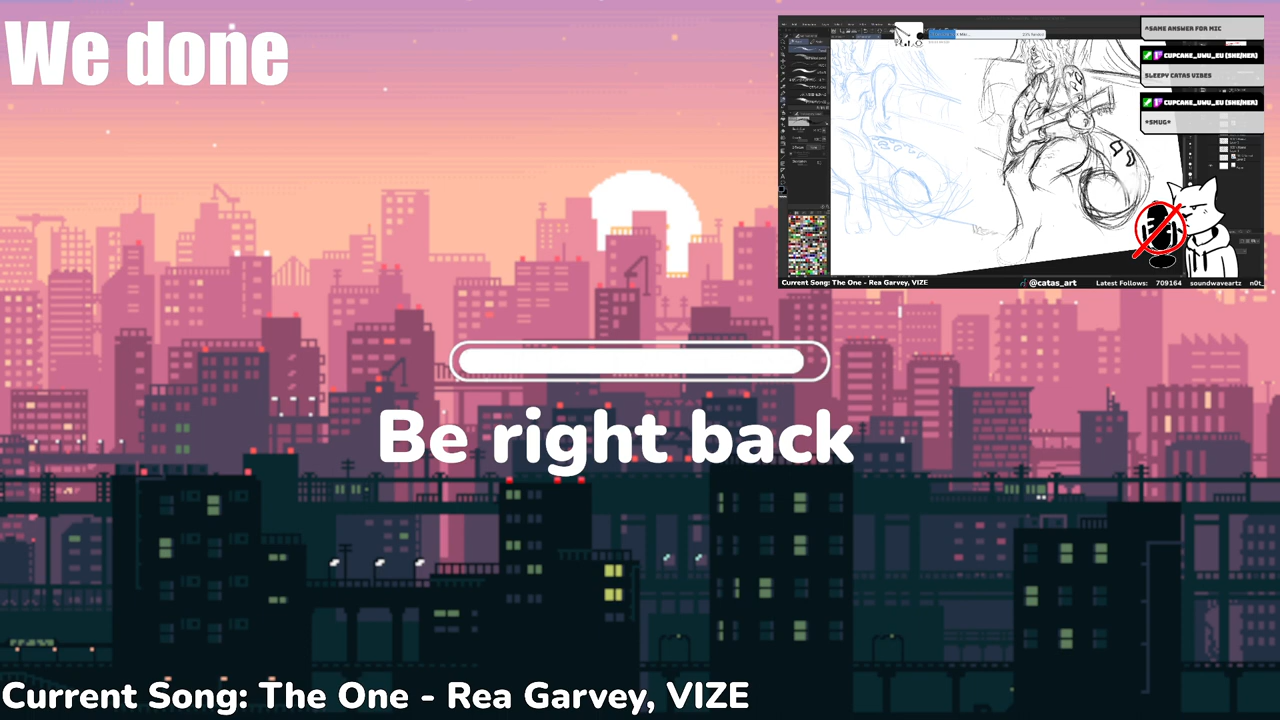 We done
*SAME ANSWER FOR MIC
CUPCAKE_UWU_EU (SHE/HER)
SLEEPY CATAS VIBES
CUPCAKE_UWU_EU (SHE/HER)
*SMUG*
Current Song: The One - Rea Garvey, VIZE
@catas_art
Latest Follows: 709164 soundwaveartz n0t_
Be right back
Current Song: The One - Rea Garvey, VIZE